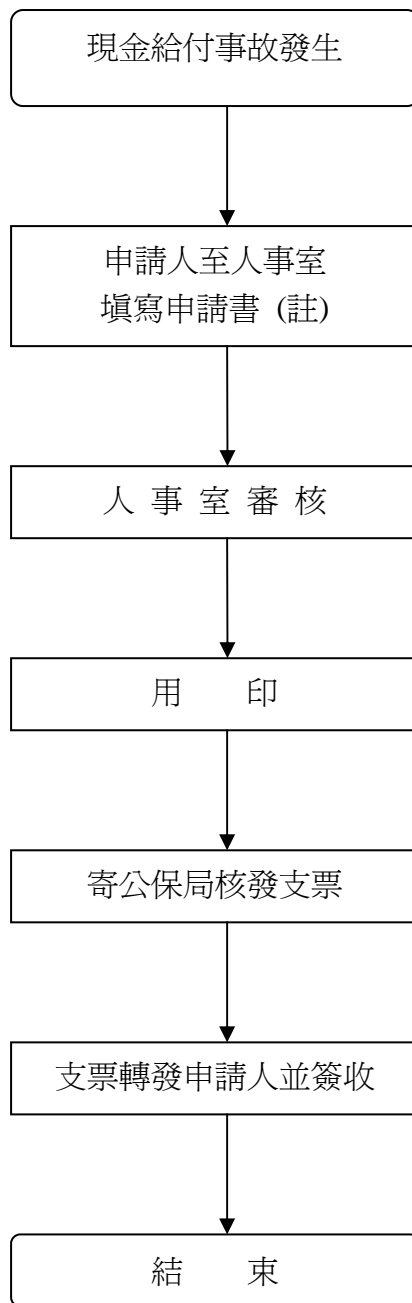 現金給付事故發生
申請人至人事室
填寫申請書 (註)
人 事 室 審 核
用　　印
寄公保局核發支票
支票轉發申請人並簽收
結　　束